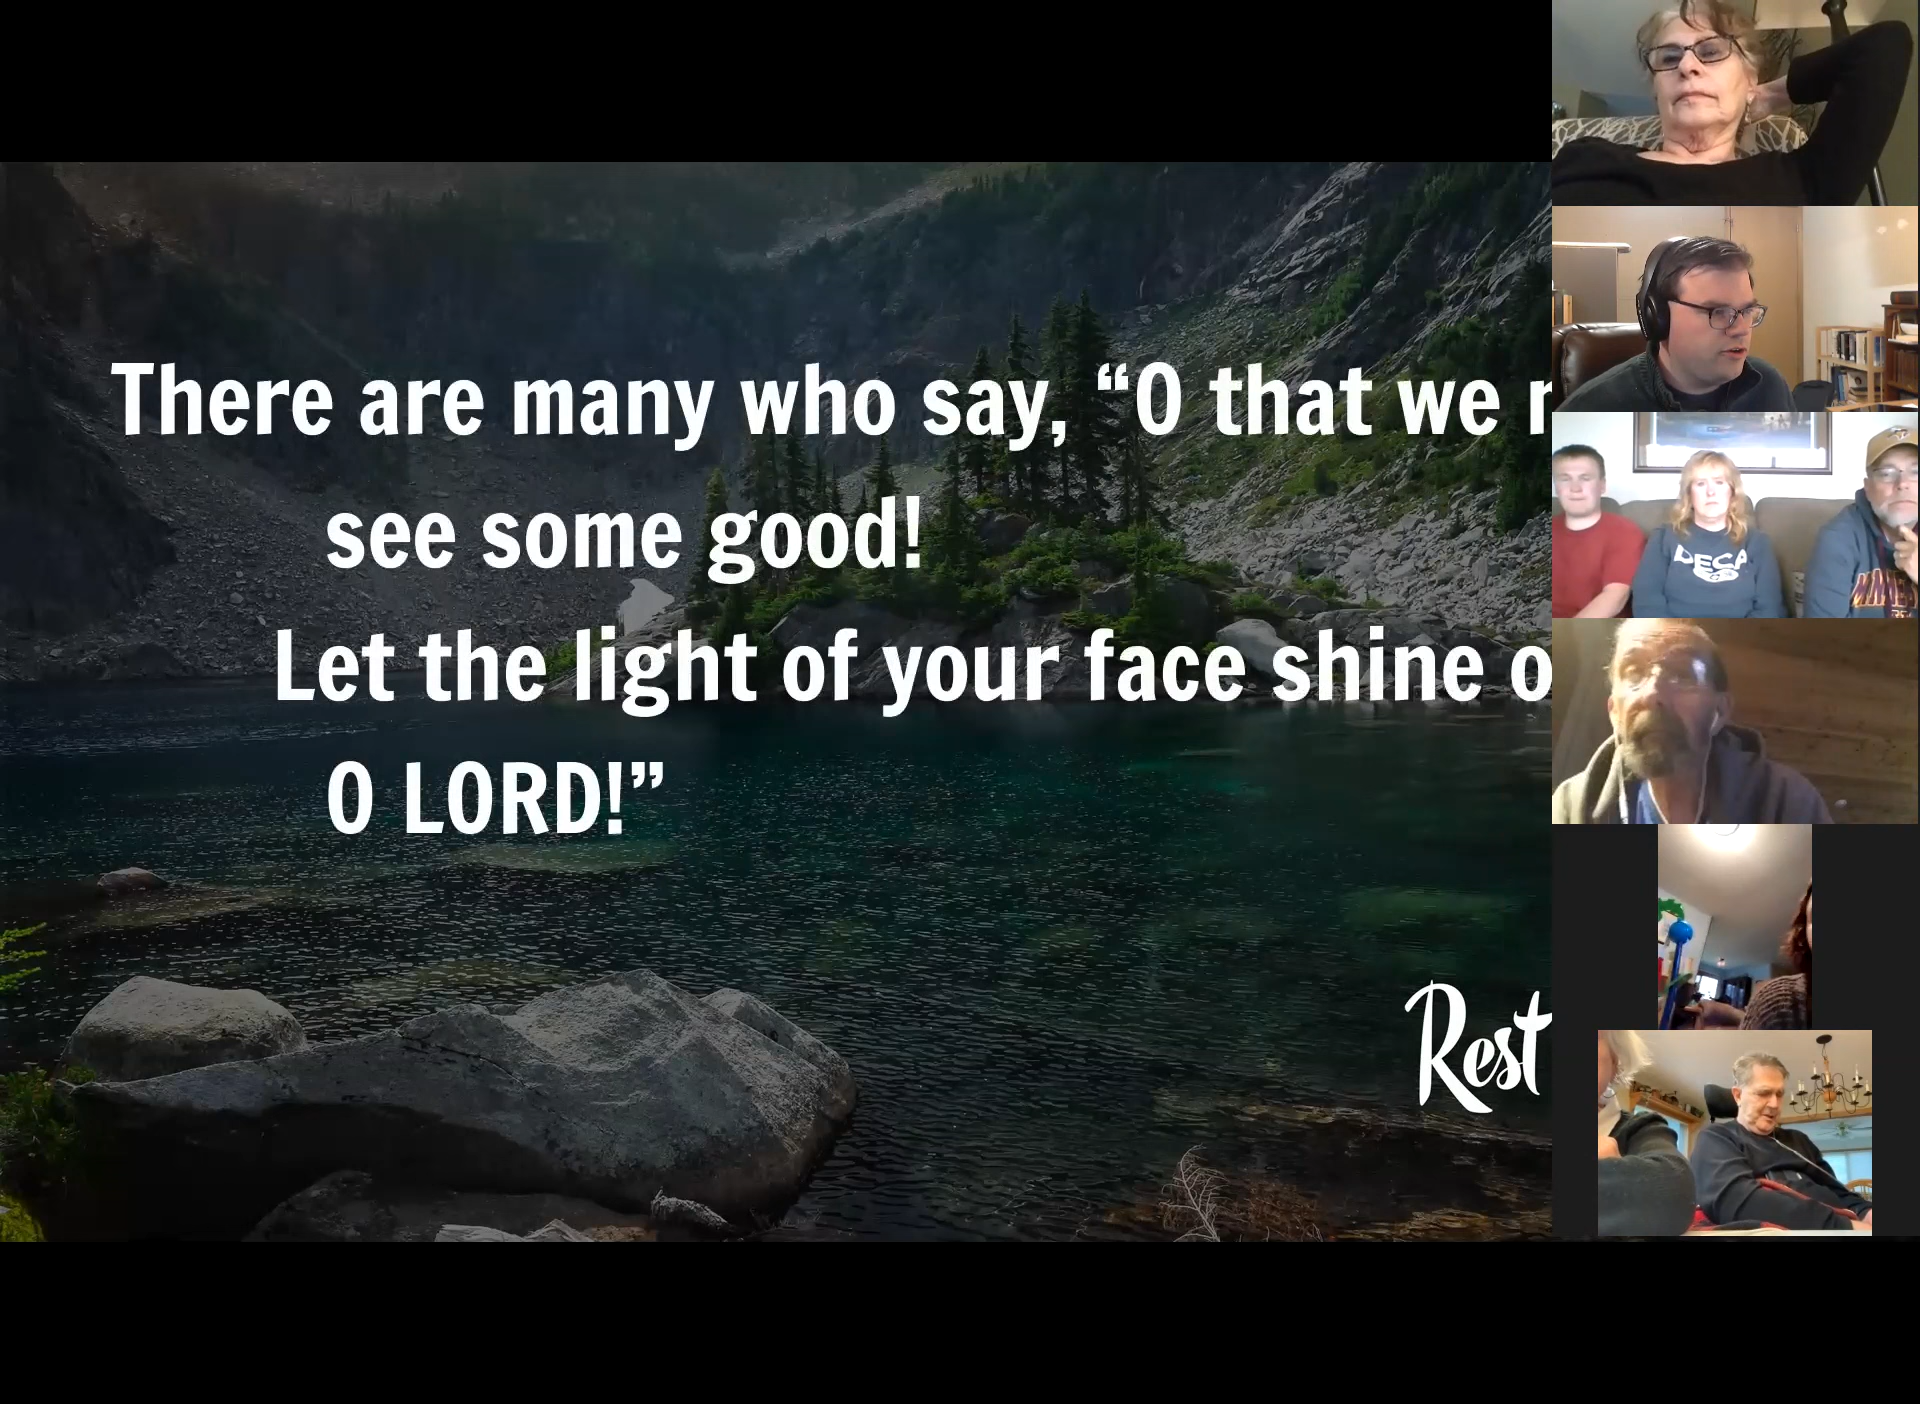 There are many who say, “O that we
see some good!
Let the light of your face shine
O LORD!”
Rest
DECA